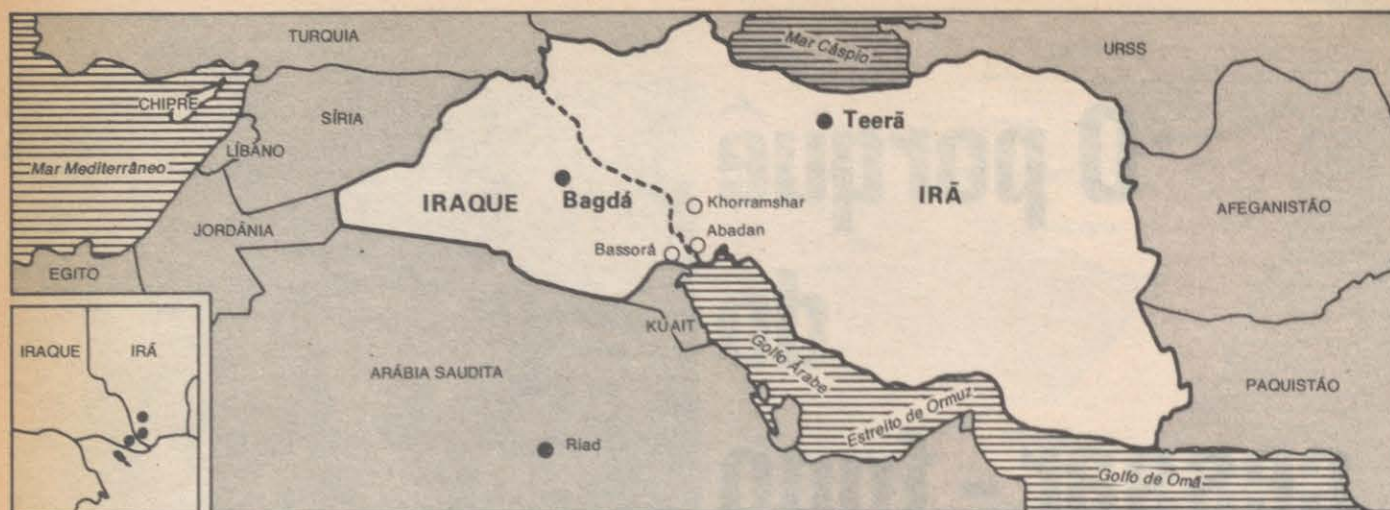 TURQUIA
Mar Cáspio
URSS
CHIPRE
SÍRIA
Teerã
LÍBANO
Mar Mediterrâneo
IRAQUE
Bagdá
IRÃ
Khorramshar
AFEGANISTÃO
JORDÂNIA
Abadan
Bassorá
EGITO
KUAIT
IRAQUE
IRÃ
Golfo Árabe
ARÁBIA SAUDITA
PAQUISTÃO
Estreito de Ormuz
Riad
Golfo de Omã
O porquê